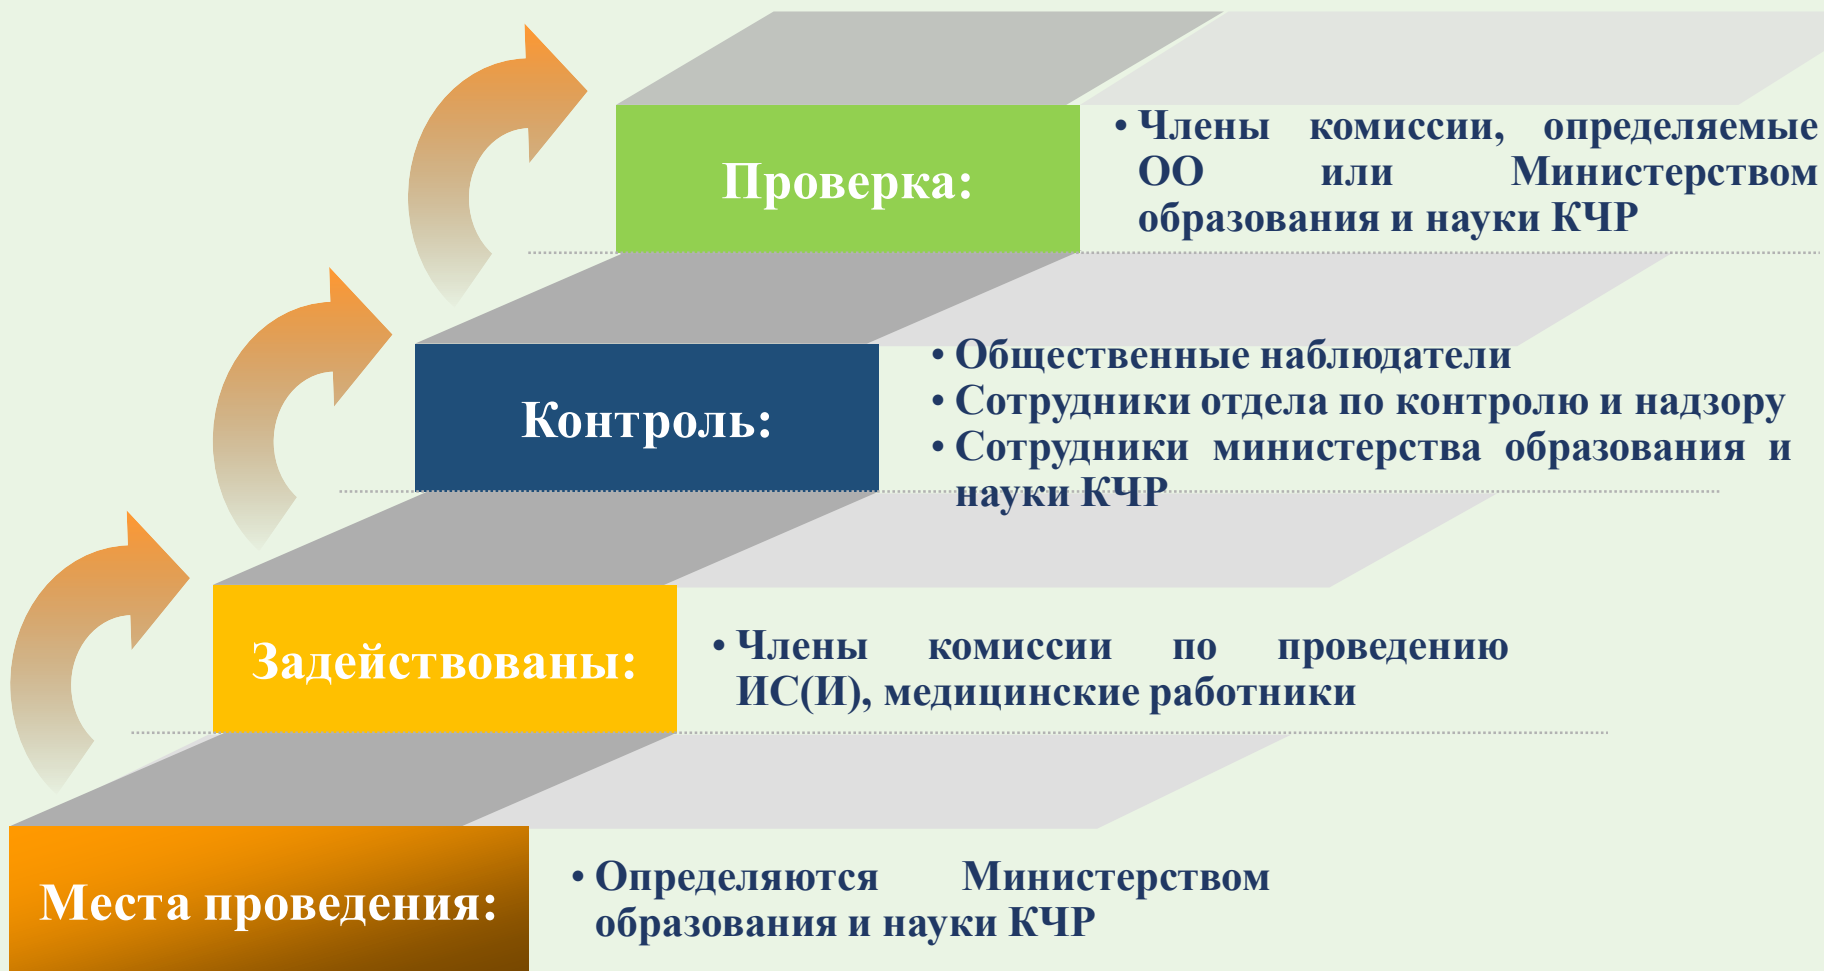 Проверка:
• Члены комиссии, определяемые
ОО или Министерством
образования и науки КЧР
Контроль:
• Общественные наблюдатели
• Сотрудники отдела по контролю и надзору
• Сотрудники министерства образования и
науки КЧР
Задействованы:
• Члены комиссии по проведению
ИС(И), медицинские работники
Места проведения:
• Определяются Министерством
образования и науки КЧР